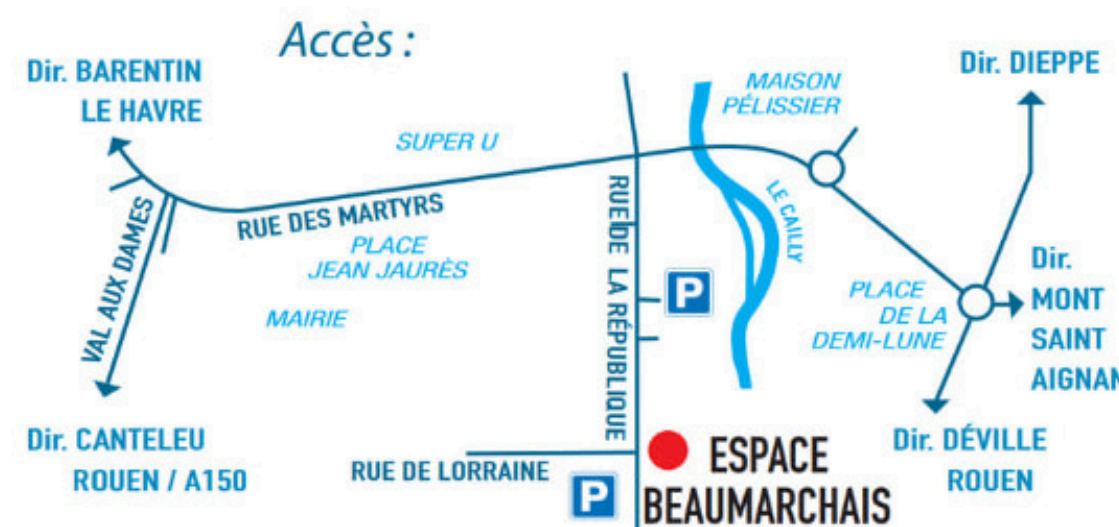 Accès :
Dir. BARENTIN
LE HAVRE
SUPER U
MAISON
PÉLISSIER
Dir. DIEPPE
RUE DES MARTYRS
PLACE
JEAN JAURÈS
MAIRIE
VAL AUX DAMES
RUE DE LA RÉPUBLIQUE
P
LE CAILLY
PLACE
DE LA
DEMI-LUNE
Dir.
MONT
SAINT
AIGNAN
Dir. CANTELEU
ROUEN / A150
RUE DE LORRAINE
P
ESPACE
BEAUMARCHAIS
Dir. DÉVILLE
ROUEN